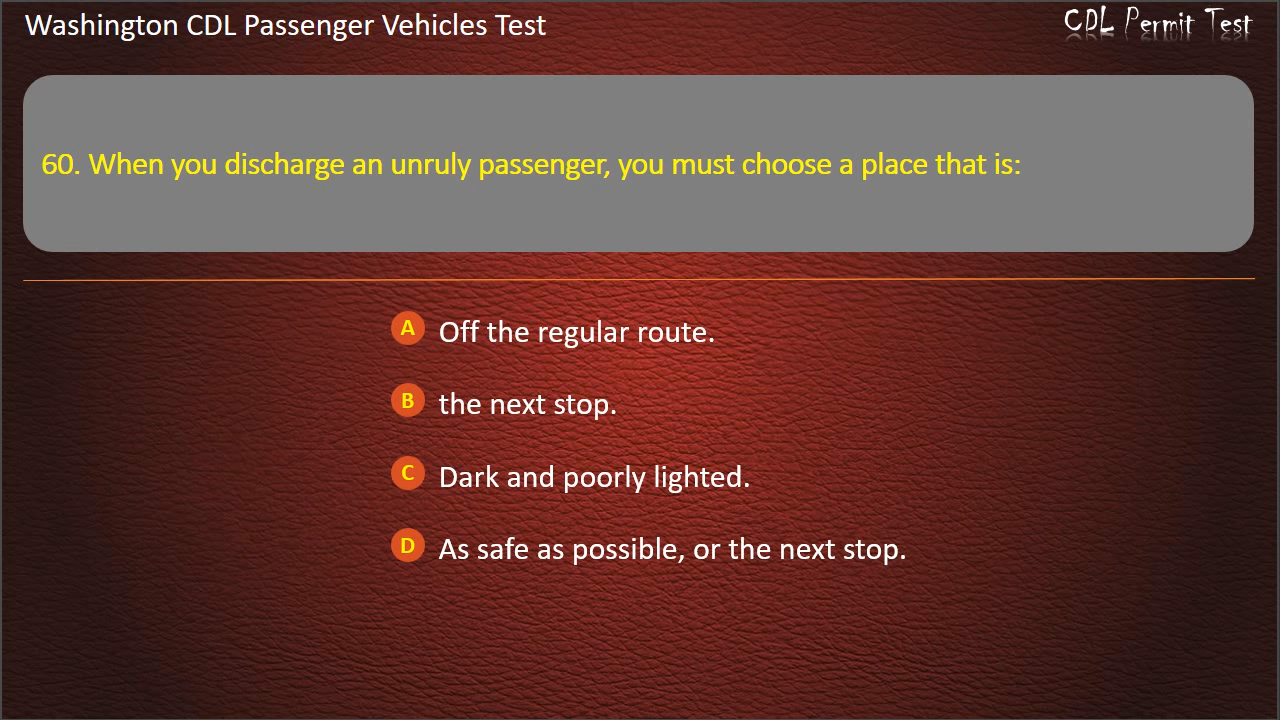 Washington CDL Passenger Vehicles Test
CDL Permit Test
60. When you discharge an unruly passenger, you must choose a place that is:
A Off the regular route.
B the next stop.
C Dark and poorly lighted.
D As safe as possible, or the next stop.